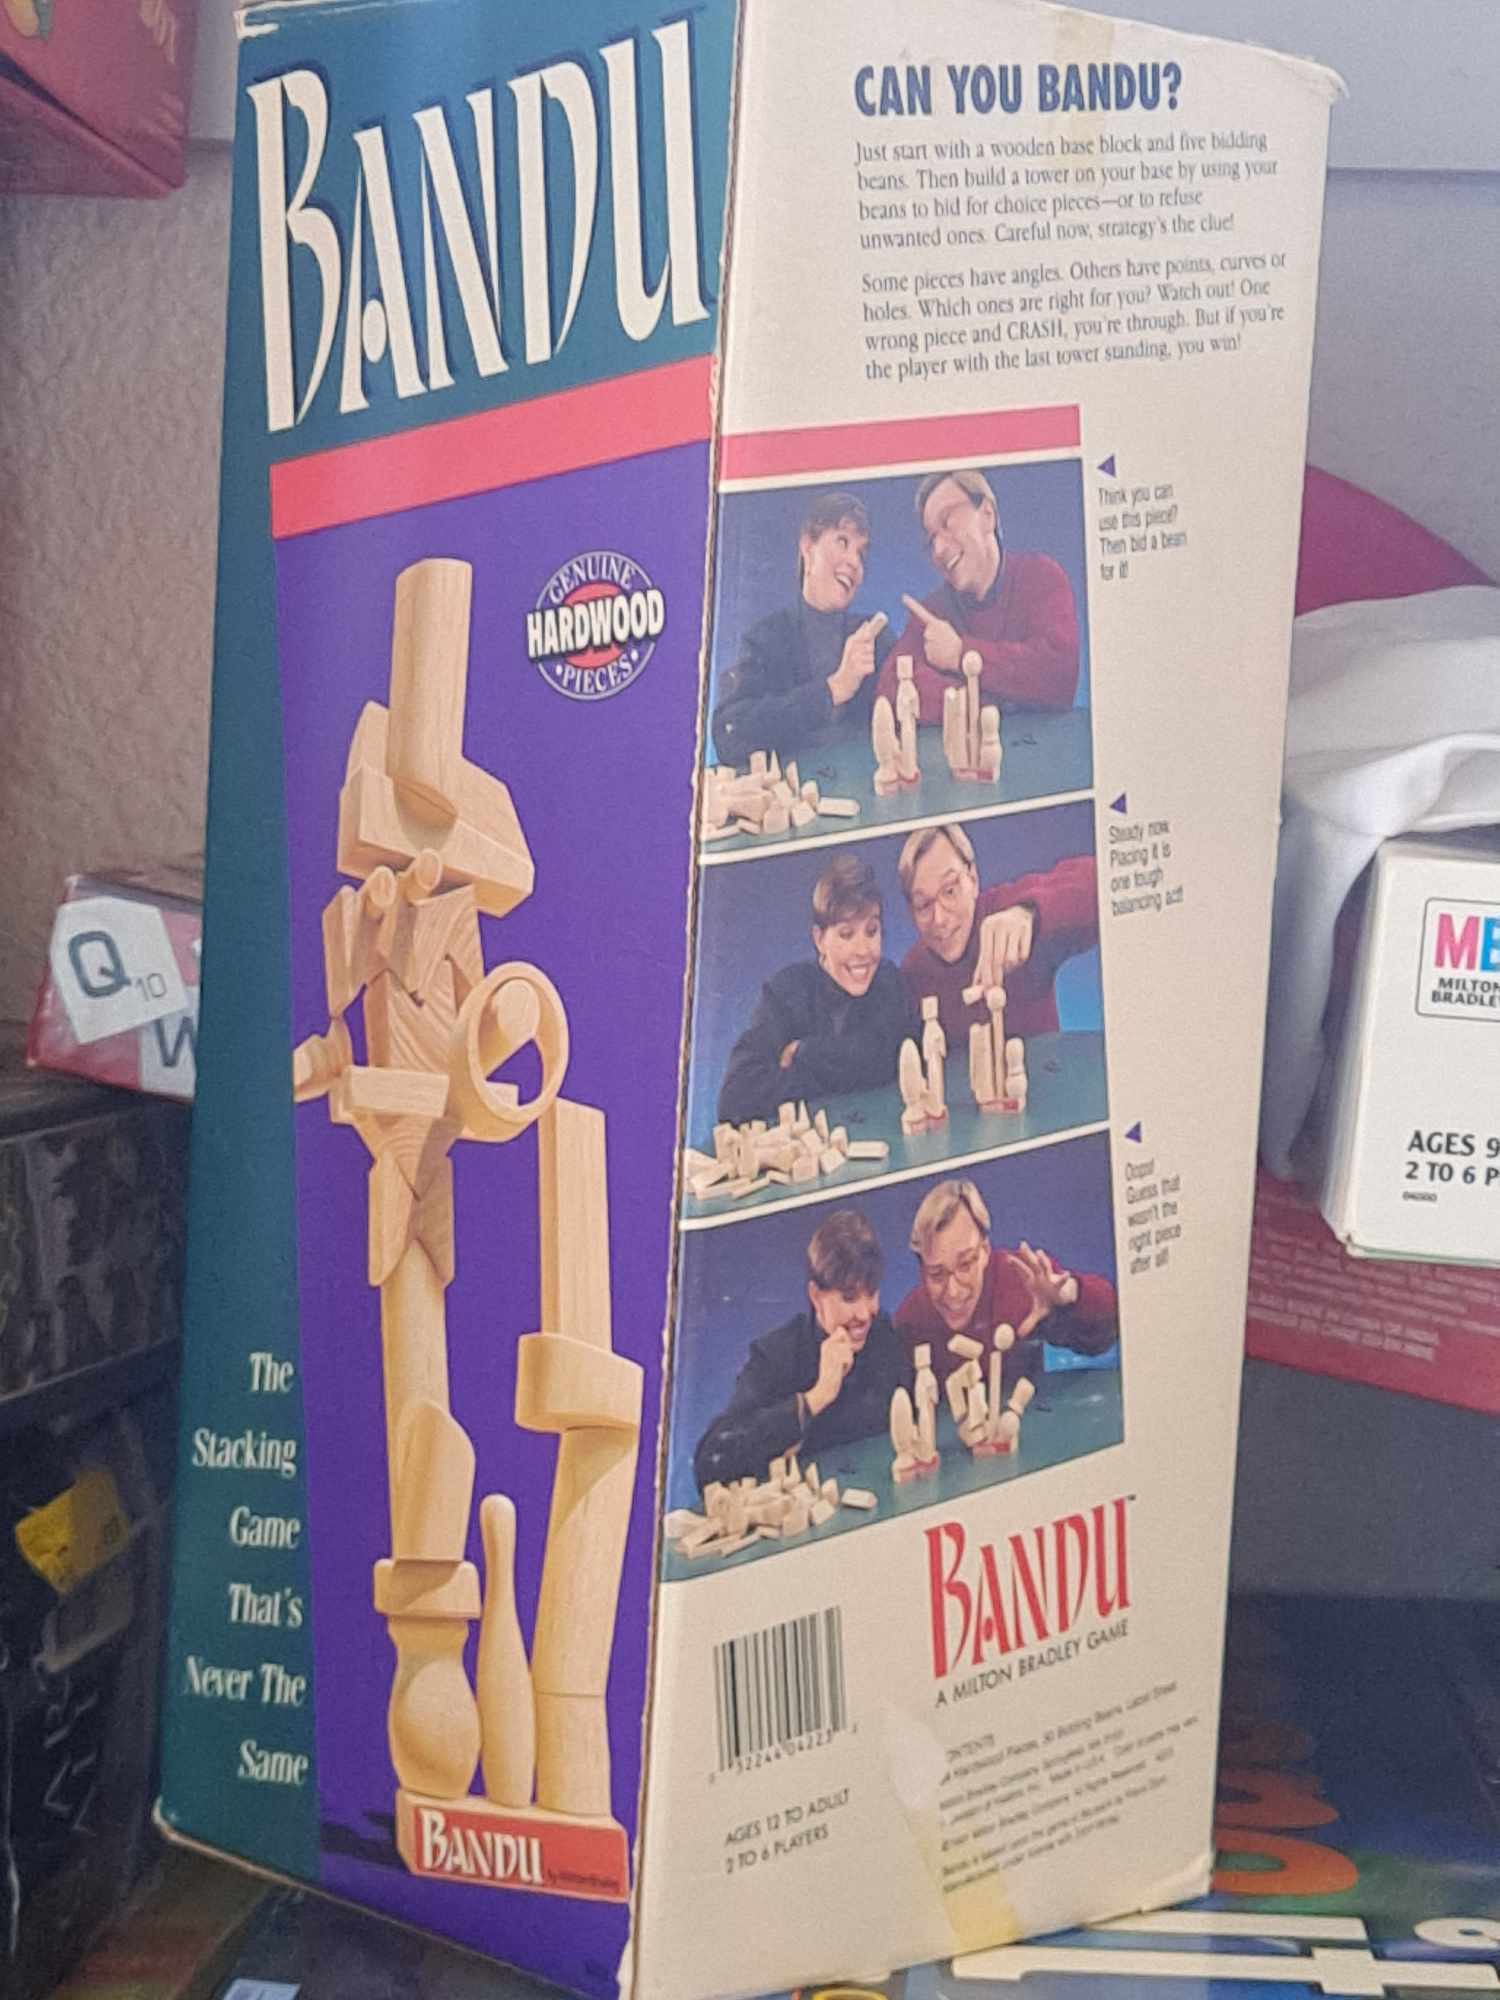 BANDU
GENUINE
HARDWOOD
• PIECES •
The
Stacking
Game
That's
Never The
Same
BANDU
CAN YOU BANDU?
Just start with a wooden base block and five bidding
beans. Then build a tower on your base by using your
beans to bid for choice pieces—or to refuse
unwanted ones. Careful now, strategy's the clue!
Some pieces have angles. Others have points, curves or
holes. Which ones are right for you? Watch out! One
wrong piece and CRASH, you're through. But if you're
the player with the last tower standing, you win!
Think you can
use this piece?
Then bid a bean
for it!
Steady now.
Placing it is
one tough
balancing act!
Oops!
Guess that
wasn't the
right piece
after all!
BANDU™
A MILTON BRADLEY GAME
AGES 12 TO ADULT
2 TO 6 PLAYERS
Q10
W
MB
MILTON
BRADLEY
AGES 9
2 TO 6 P